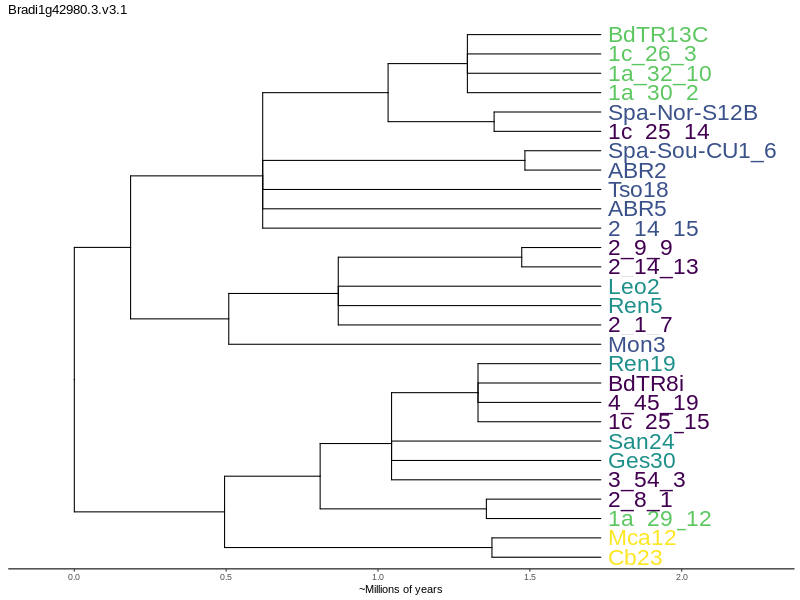 Bradi1g42980.3.v3.1
BdTR13C
1c_26_3
1a_32_10
1a_30_2
Spa-Nor-S12B
1c_25_14
Spa-Sou-CU1_6
ABR2
Tso18
ABR5
2_14_15
2_9_9
2_14_13
Leo2
Ren5
2_1_7
Mon3
Ren19
BdTR8i
4_45_19
1c_25_15
San24
Ges30
3_54_3
2_8_1
1a_29_12
Mca12
Cb23
0.0 0.5 1.0 1.5 2.0
~Millions of years